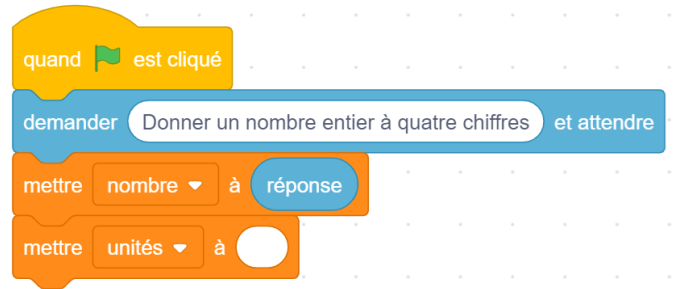 quand est cliqué
demander Donner un nombre entier à quatre chiffres et attendre
mettre nombre à réponse
mettre unités à